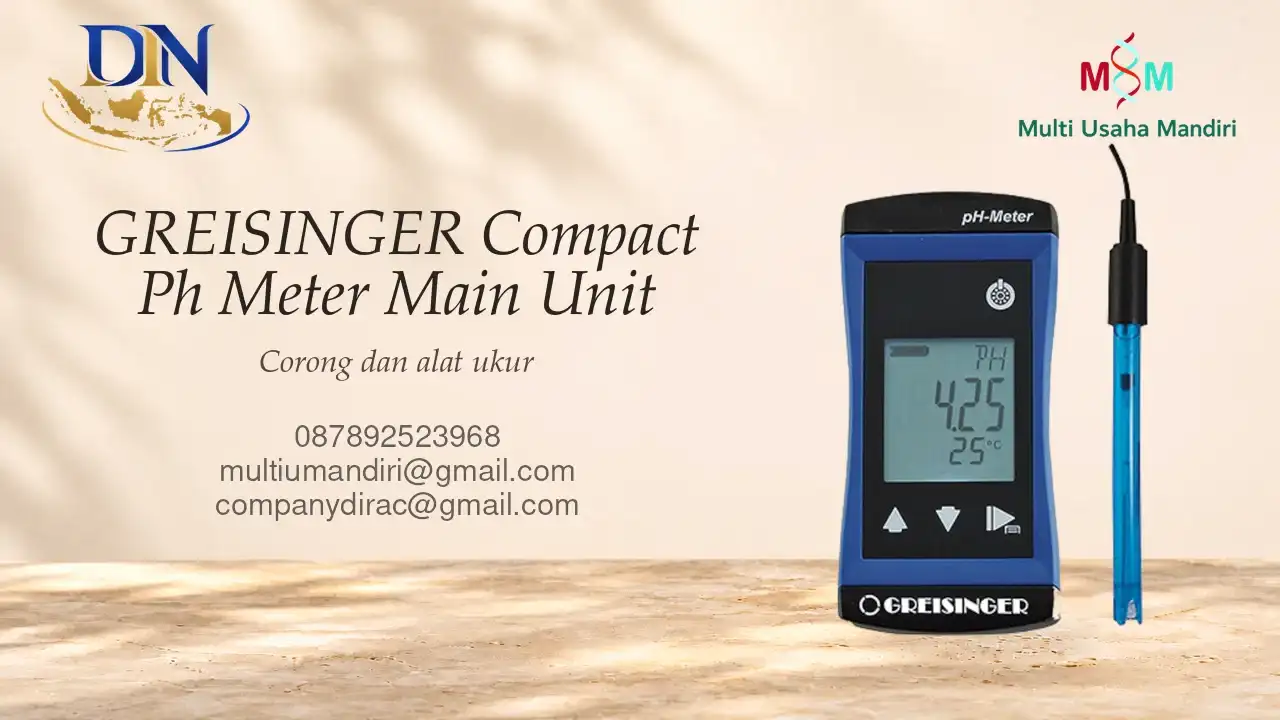 DIN
MSM
Multi Usaha Mandiri
GREISINGER Compact
Ph Meter Main Unit
Corong dan alat ukur
087892523968
multiumandiri@gmail.com
companydirac@gmail.com
pH-Meter
PH
4.25
25°C
GREISINGER